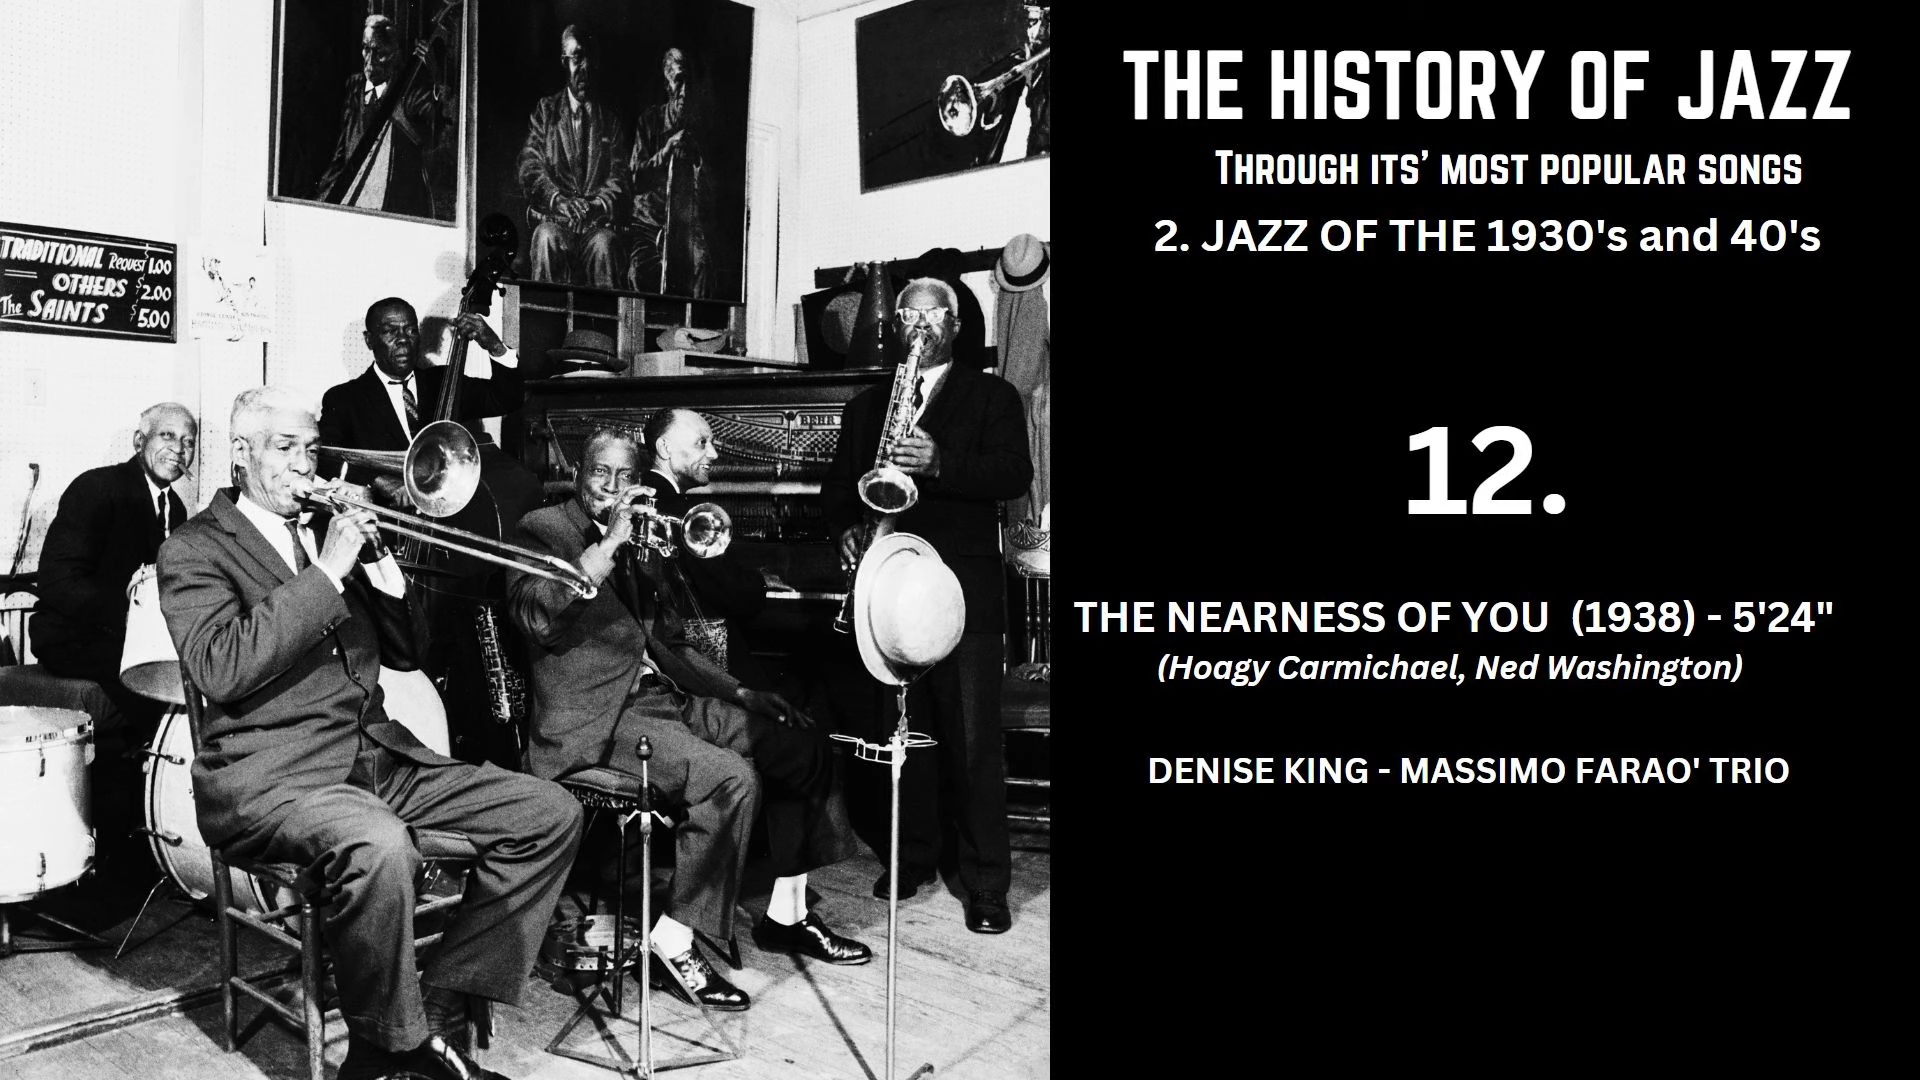 TRADITIONAL Request $1.00
OTHERS $2.00
The SAINTS $5.00
BEHR
THE HISTORY OF JAZZ
THROUGH ITS’ MOST POPULAR SONGS
2. JAZZ OF THE 1930's and 40's
12.
THE NEARNESS OF YOU (1938) - 5'24"
(Hoagy Carmichael, Ned Washington)
DENISE KING - MASSIMO FARAO' TRIO